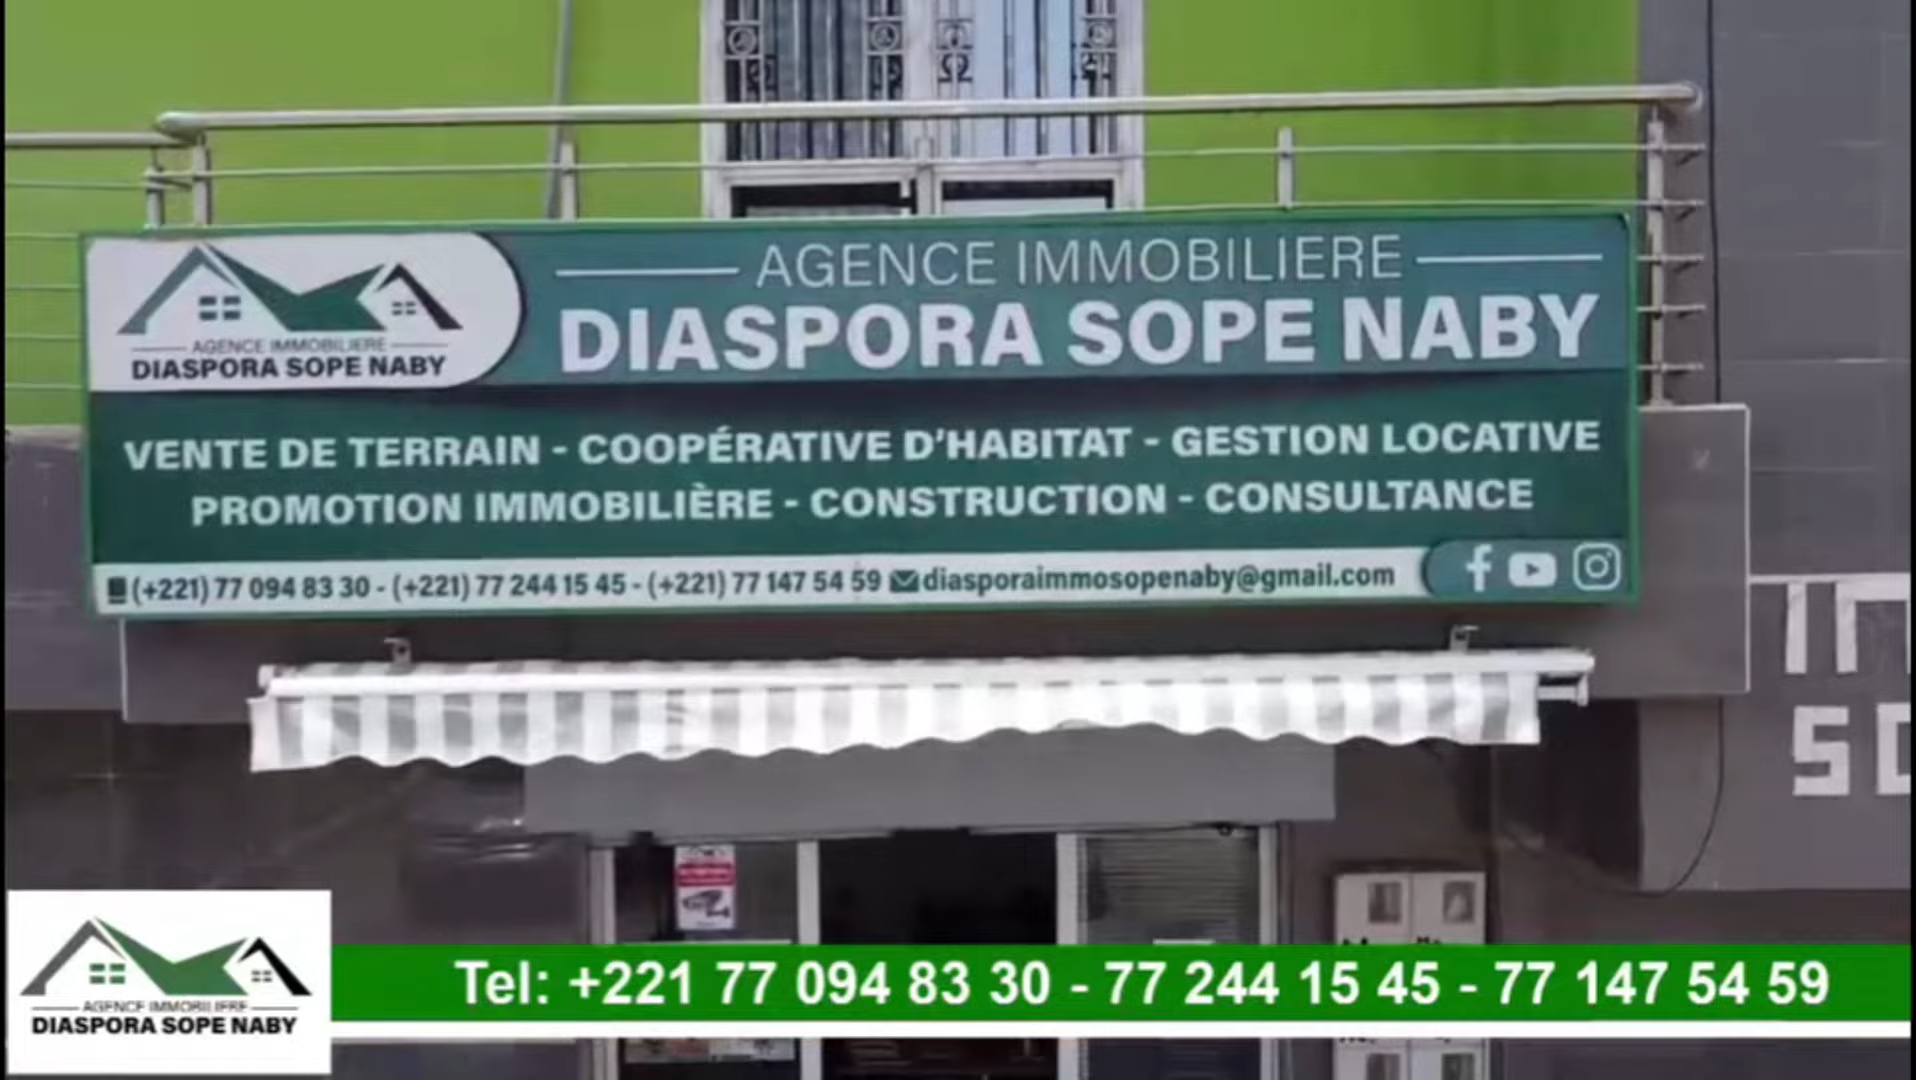 AGENCE IMMOBILIERE
DIASPORA SOPE NABY
AGENCE IMMOBILIERE
DIASPORA SOPE NABY
VENTE DE TERRAIN - COOPÉRATIVE D'HABITAT - GESTION LOCATIVE
PROMOTION IMMOBILIÈRE - CONSTRUCTION - CONSULTANCE
(+221) 77 094 83 30 - (+221) 77 244 15 45 - (+221) 77 147 54 59 diasporaimmosopenaby@gmail.com
Tel: +221 77 094 83 30 - 77 244 15 45 - 77 147 54 59
AGENCE IMMOBILIERE
DIASPORA SOPE NABY